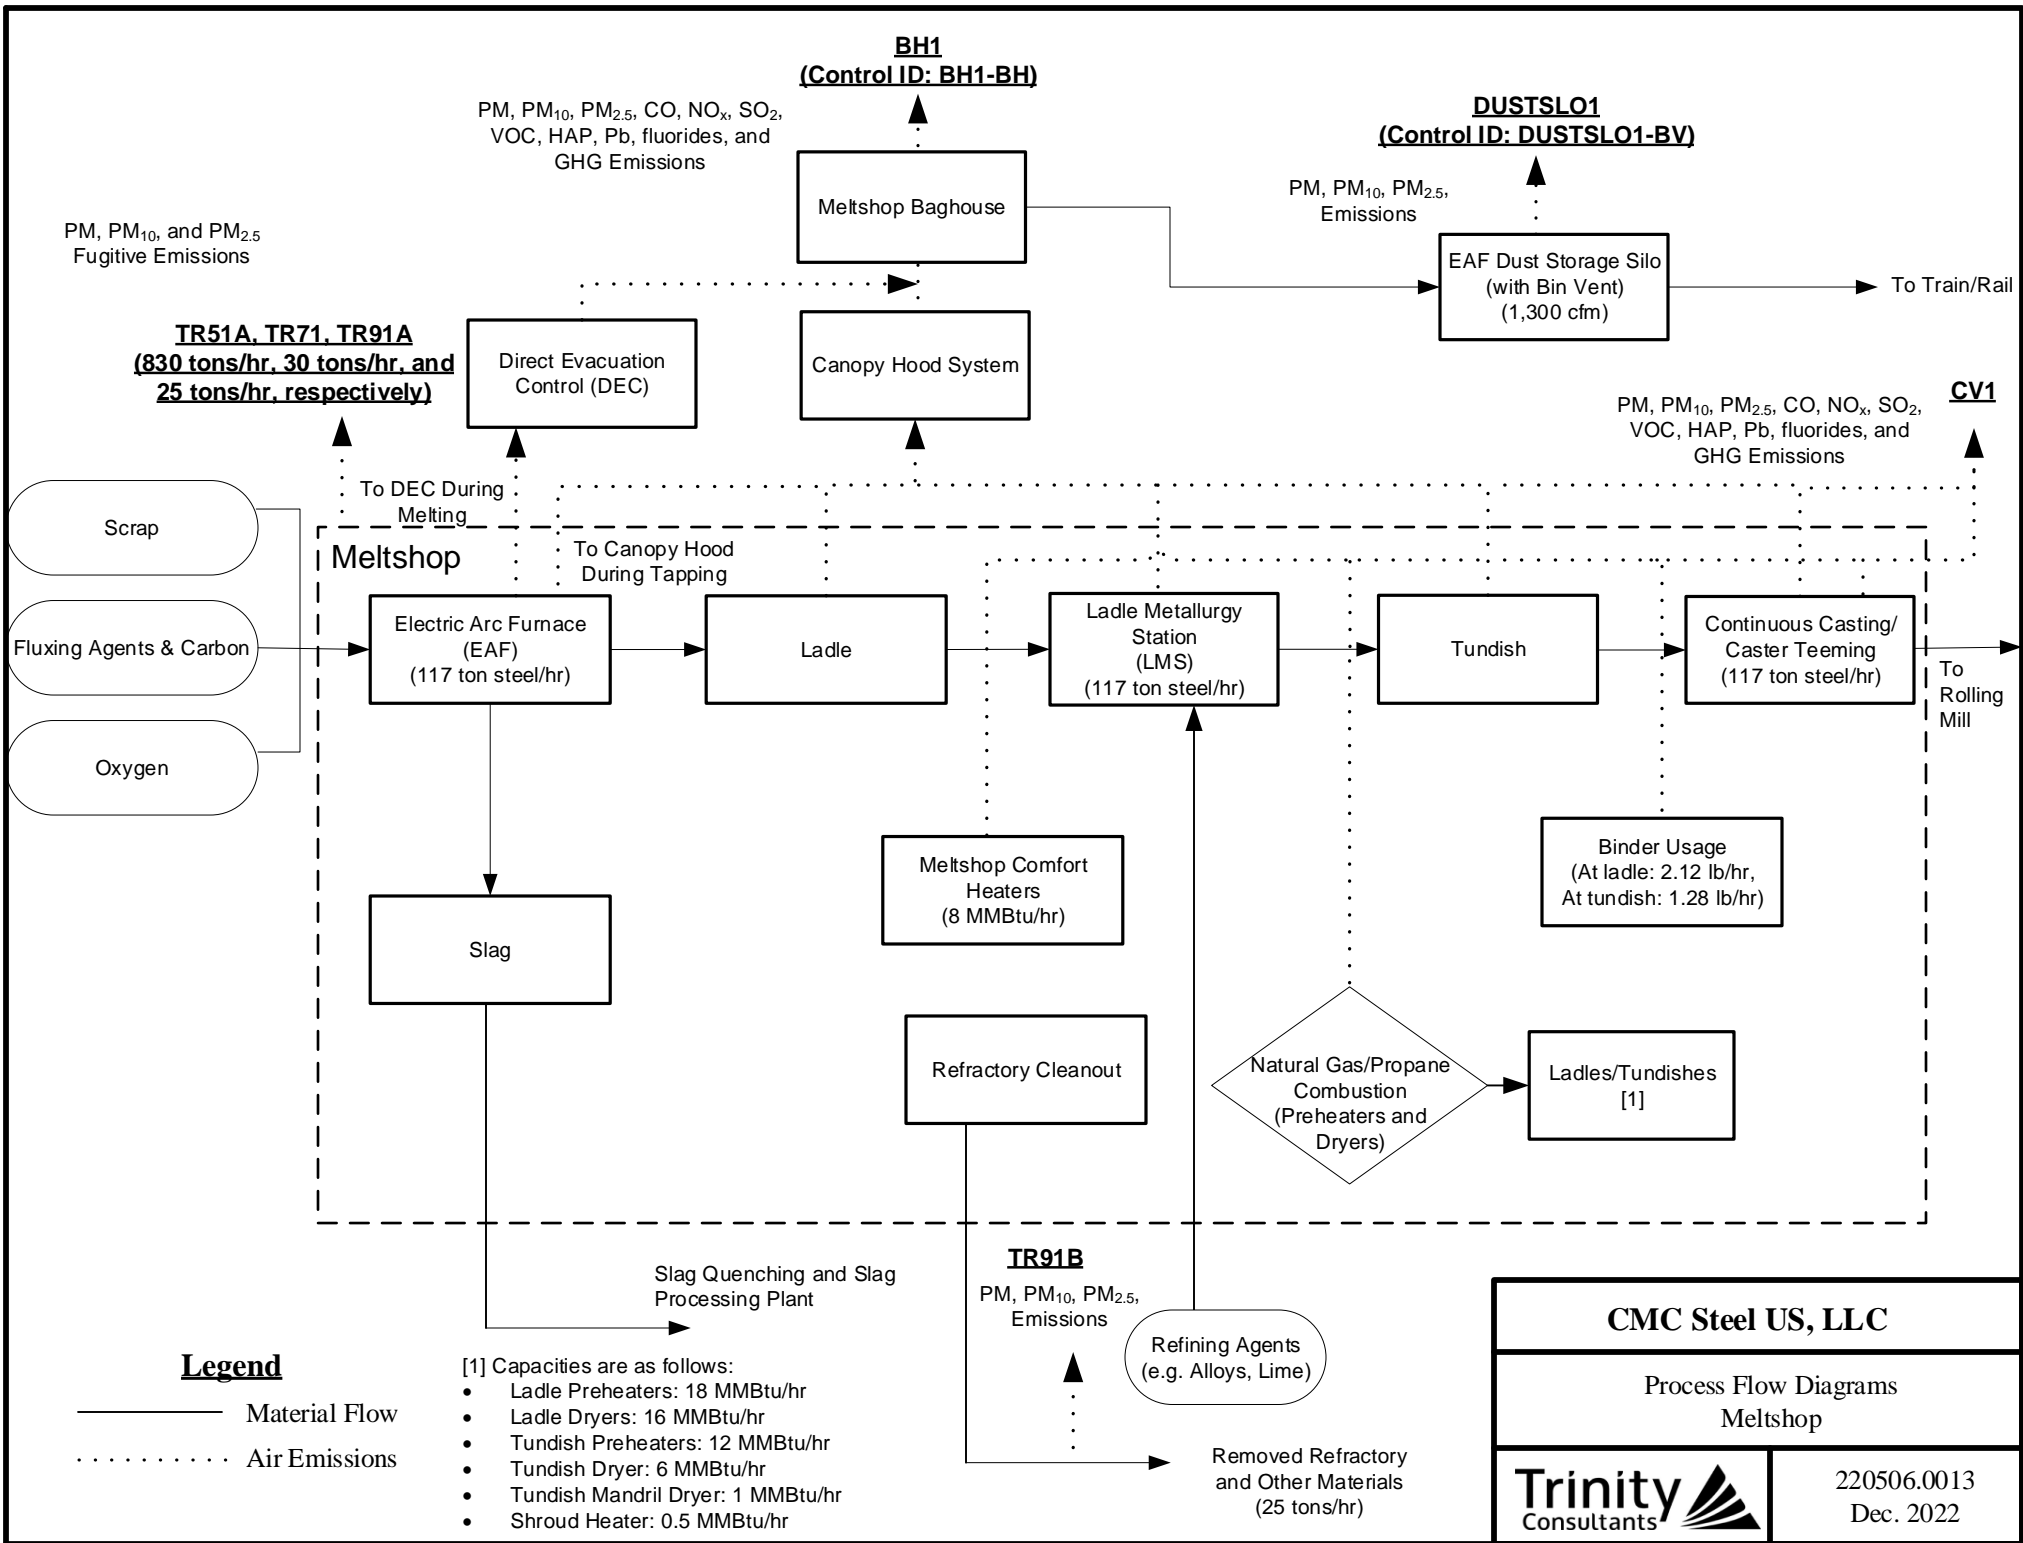 BH1
(Control ID: BH1-BH)
PM, PM10, PM2.5, CO, NOx, SO2,
VOC, HAP, Pb, fluorides, and
GHG Emissions
DUSTSLO1
(Control ID: DUSTSLO1-BV)
PM, PM10, PM2.5,
Emissions
Meltshop Baghouse
PM, PM10, and PM2.5
Fugitive Emissions
EAF Dust Storage Silo
(with Bin Vent)
(1,300 cfm)
To Train/Rail
TR51A, TR71, TR91A
(830 tons/hr, 30 tons/hr, and
25 tons/hr, respectively)
Direct Evacuation
Control (DEC)
Canopy Hood System
CV1
PM, PM10, PM2.5, CO, NOx, SO2,
VOC, HAP, Pb, fluorides, and
GHG Emissions
To DEC During
Melting
Scrap
Meltshop
To Canopy Hood
During Tapping
Fluxing Agents & Carbon
Electric Arc Furnace
(EAF)
(117 ton steel/hr)
Ladle
Ladle Metallurgy
Station
(LMS)
(117 ton steel/hr)
Tundish
Continuous Casting/
Caster Teeming
(117 ton steel/hr)
To
Rolling
Mill
Oxygen
Meltshop Comfort
Heaters
(8 MMBtu/hr)
Binder Usage
(At ladle: 2.12 lb/hr,
At tundish: 1.28 lb/hr)
Slag
Refractory Cleanout
Natural Gas/Propane
Combustion
(Preheaters and
Dryers)
Ladles/Tundishes
[1]
Slag Quenching and Slag
Processing Plant
TR91B
PM, PM10, PM2.5,
Emissions
Refining Agents
(e.g. Alloys, Lime)
Removed Refractory
and Other Materials
(25 tons/hr)
Legend
Material Flow
Air Emissions
[1] Capacities are as follows:
• Ladle Preheaters: 18 MMBtu/hr
• Ladle Dryers: 16 MMBtu/hr
• Tundish Preheaters: 12 MMBtu/hr
• Tundish Dryer: 6 MMBtu/hr
• Tundish Mandril Dryer: 1 MMBtu/hr
• Shroud Heater: 0.5 MMBtu/hr
CMC Steel US, LLC
Process Flow Diagrams
Meltshop
Trinity
Consultants
220506.0013
Dec. 2022